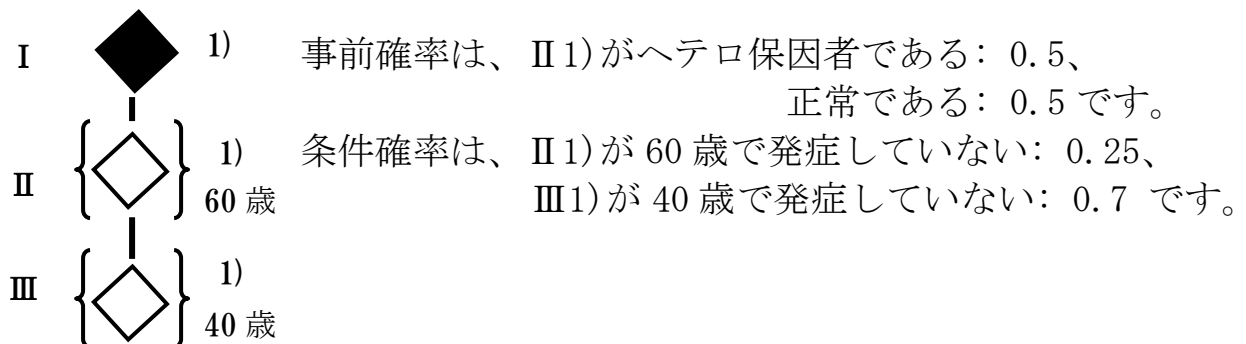 Ⅰ
1)
事前確率は、Ⅱ1)がヘテロ保因者である: 0.5、
正常である: 0.5 です。
Ⅱ
1)
60 歳
条件確率は、Ⅱ1)が 60 歳で発症していない: 0.25、
Ⅲ1)が 40 歳で発症していない: 0.7 です。
Ⅲ
1)
40 歳